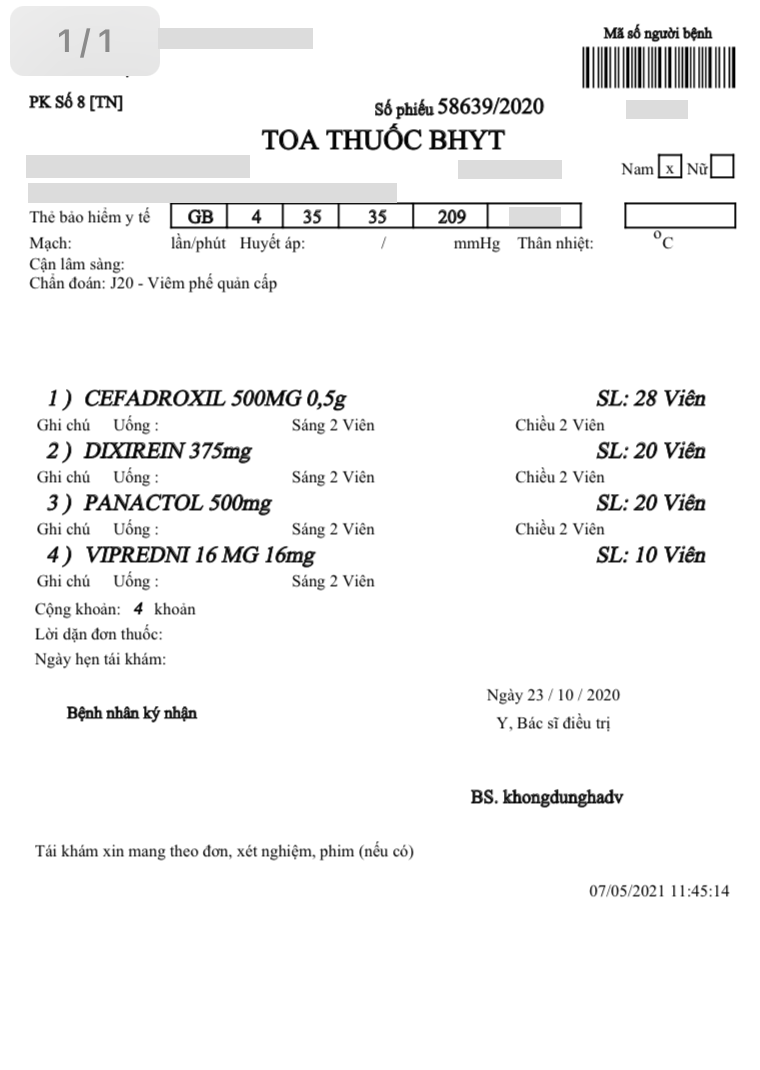 1/1
Mã số người bệnh
PK Số 8 [TN]
Số phiếu 58639/2020
TOA THUỐC BHYT
Nam x Nữ
Thẻ bảo hiểm y tế GB 4 35 35 209
Mạch: lần/phút Huyết áp: / mmHg Thân nhiệt: °C
Cận lâm sàng:
Chẩn đoán: J20 - Viêm phế quản cấp
1 ) CEFADROXIL 500MG 0,5g SL: 28 Viên
Ghi chú Uống : Sáng 2 Viên Chiều 2 Viên
2 ) DIXIREIN 375mg SL: 20 Viên
Ghi chú Uống : Sáng 2 Viên Chiều 2 Viên
3 ) PANACTOL 500mg SL: 20 Viên
Ghi chú Uống : Sáng 2 Viên Chiều 2 Viên
4 ) VIPREDNI 16 MG 16mg SL: 10 Viên
Ghi chú Uống : Sáng 2 Viên
Cộng khoản: 4 khoản
Lời dặn đơn thuốc:
Ngày hẹn tái khám:
Ngày 23 / 10 / 2020
Bệnh nhân ký nhận
Y, Bác sĩ điều trị
BS. khongdunghadv
Tái khám xin mang theo đơn, xét nghiệm, phim (nếu có)
07/05/2021 11:45:14